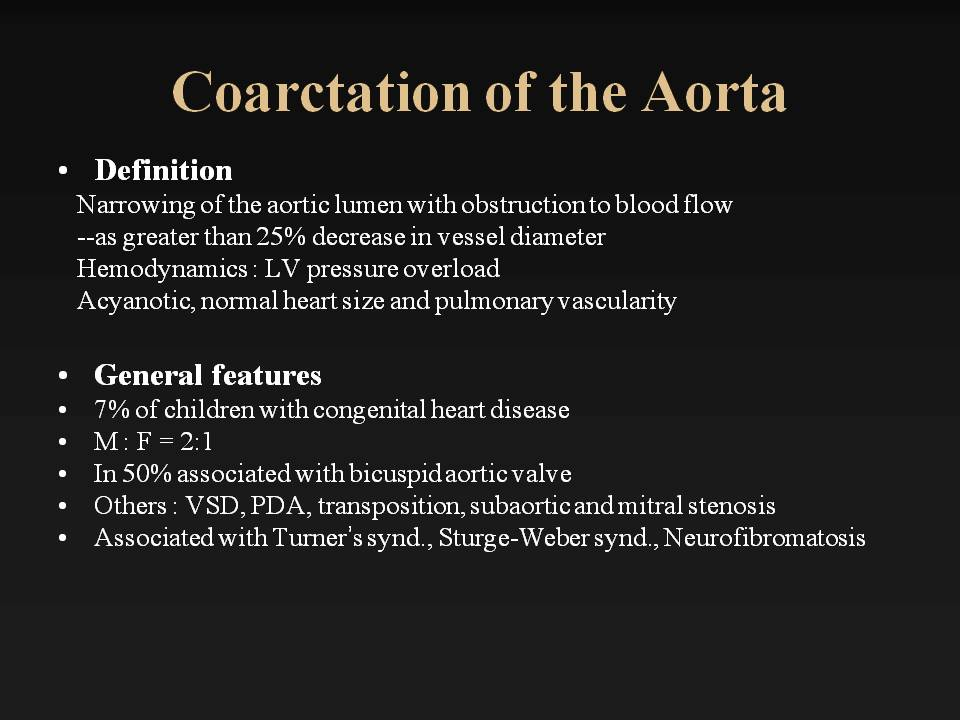 Coarctation of the Aorta
• Definition
Narrowing of the aortic lumen with obstruction to blood flow
--as greater than 25% decrease in vessel diameter
Hemodynamics : LV pressure overload
Acyanotic, normal heart size and pulmonary vascularity
• General features
• 7% of children with congenital heart disease
• M : F = 2:1
• In 50% associated with bicuspid aortic valve
• Others : VSD, PDA, transposition, subaortic and mitral stenosis
• Associated with Turner’s synd., Sturge-Weber synd., Neurofibromatosis